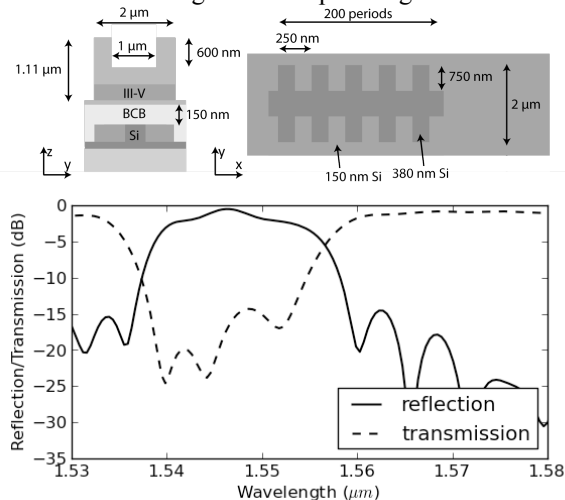 2 μm
200 periods
1 μm
600 nm
250 nm
1.11 μm
750 nm
III-V
BCB
150 nm
2 μm
Si
z
y
y
x
150 nm Si
380 nm Si
Reflection/Transmission (dB)
0
−5
−10
−15
−20
−25
−30
−35
reflection
transmission
1.53
1.54
1.55
1.56
1.57
1.58
Wavelength (μm)